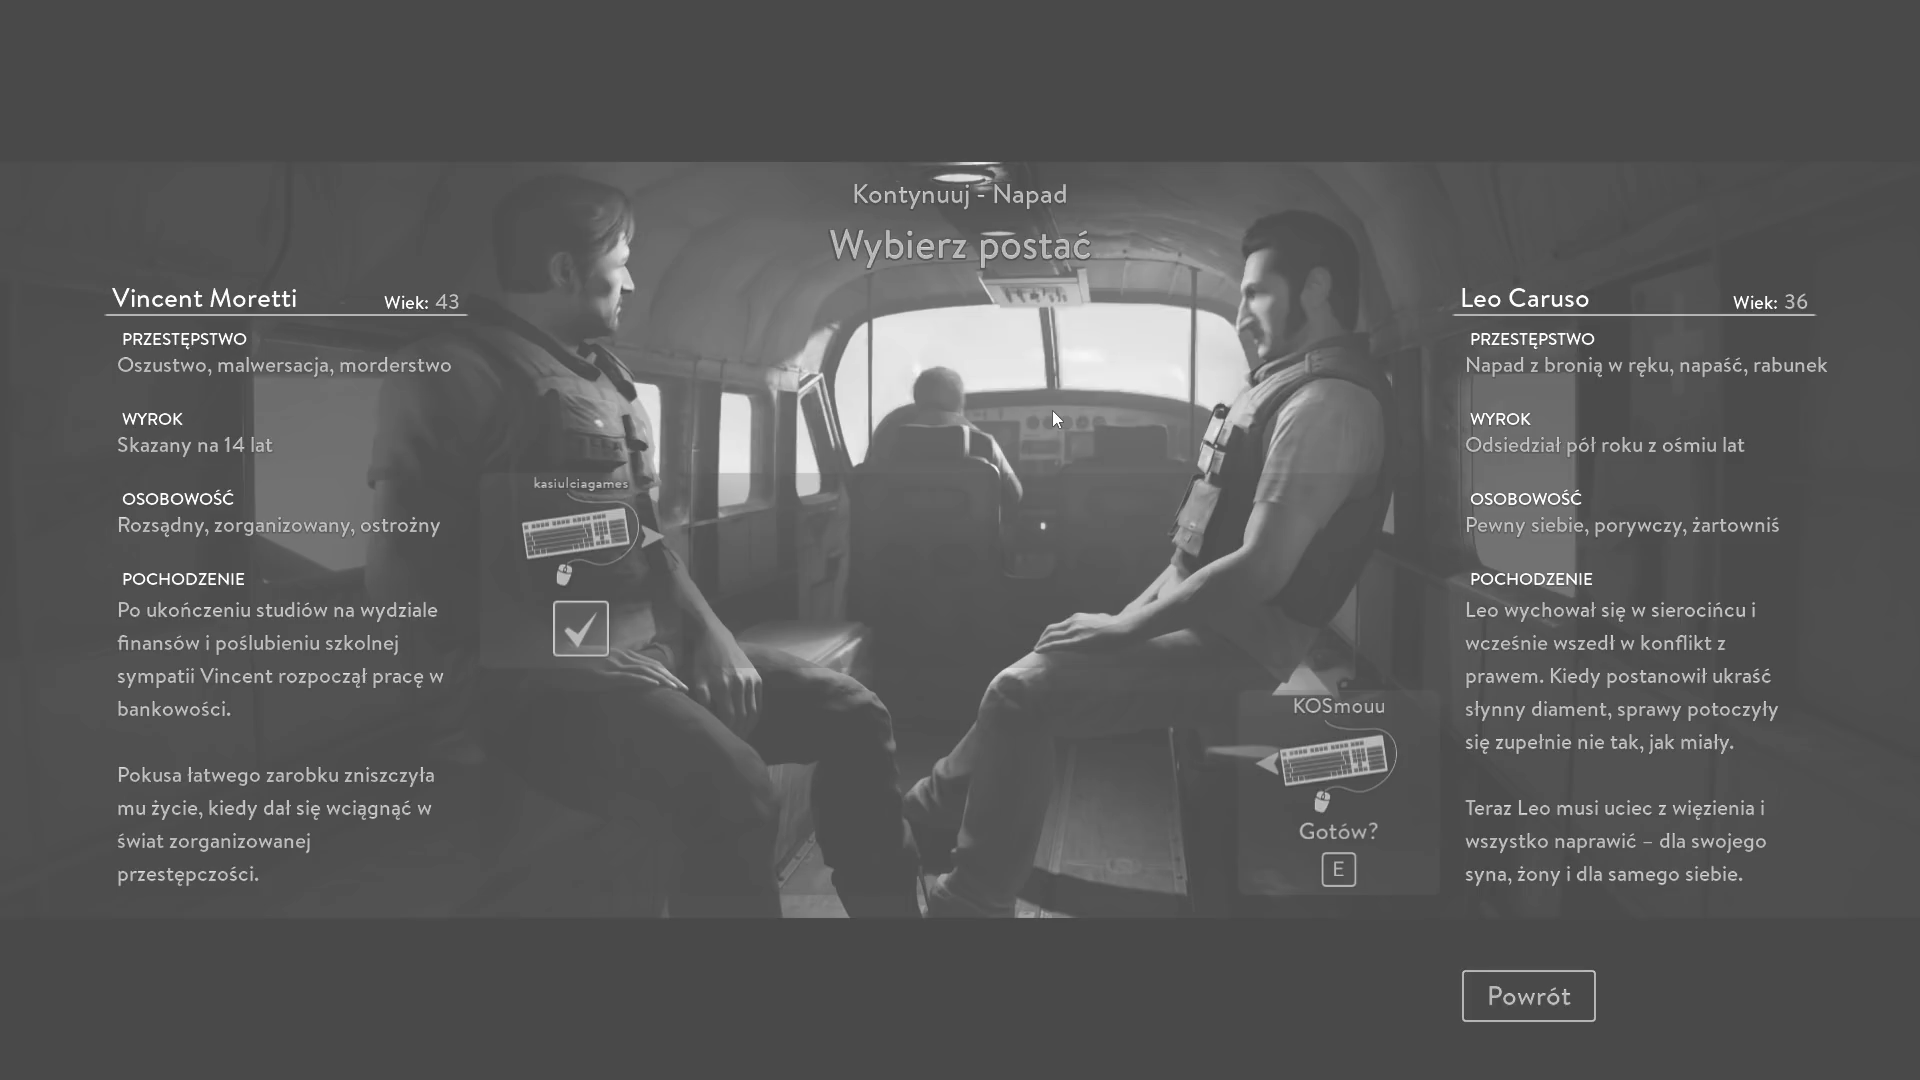 Kontynuuj - Napad
Wybierz postać
Vincent Moretti
Wiek: 43
PRZESTĘPSTWO
Oszustwo, malwersacja, morderstwo
WYROK
Skazany na 14 lat
OSOBOWOŚĆ
Rozsądny, zorganizowany, ostrożny
POCHODZENIE
Po ukończeniu studiów na wydziale
finansów i poślubieniu szkolnej
sympatii Vincent rozpoczął pracę w
bankowości.
Pokusa łatwego zarobku zniszczyła
mu życie, kiedy dał się wciągnąć w
świat zorganizowanej
przestępczości.
kasiulciagames
KOSmouu
Gotów?
E
Leo Caruso
Wiek: 36
PRZESTĘPSTWO
Napad z bronią w ręku, napaść, rabunek
WYROK
Odsiedział pół roku z ośmiu lat
OSOBOWOŚĆ
Pewny siebie, porywczy, żartowniś
POCHODZENIE
Leo wychował się w sierocińcu i
wcześnie wszedł w konflikt z
prawem. Kiedy postanowił ukraść
słynny diament, sprawy potoczyły
się zupełnie nie tak, jak miały.
Teraz Leo musi uciec z więzienia i
wszystko naprawić – dla swojego
syna, żony i dla samego siebie.
Powrót